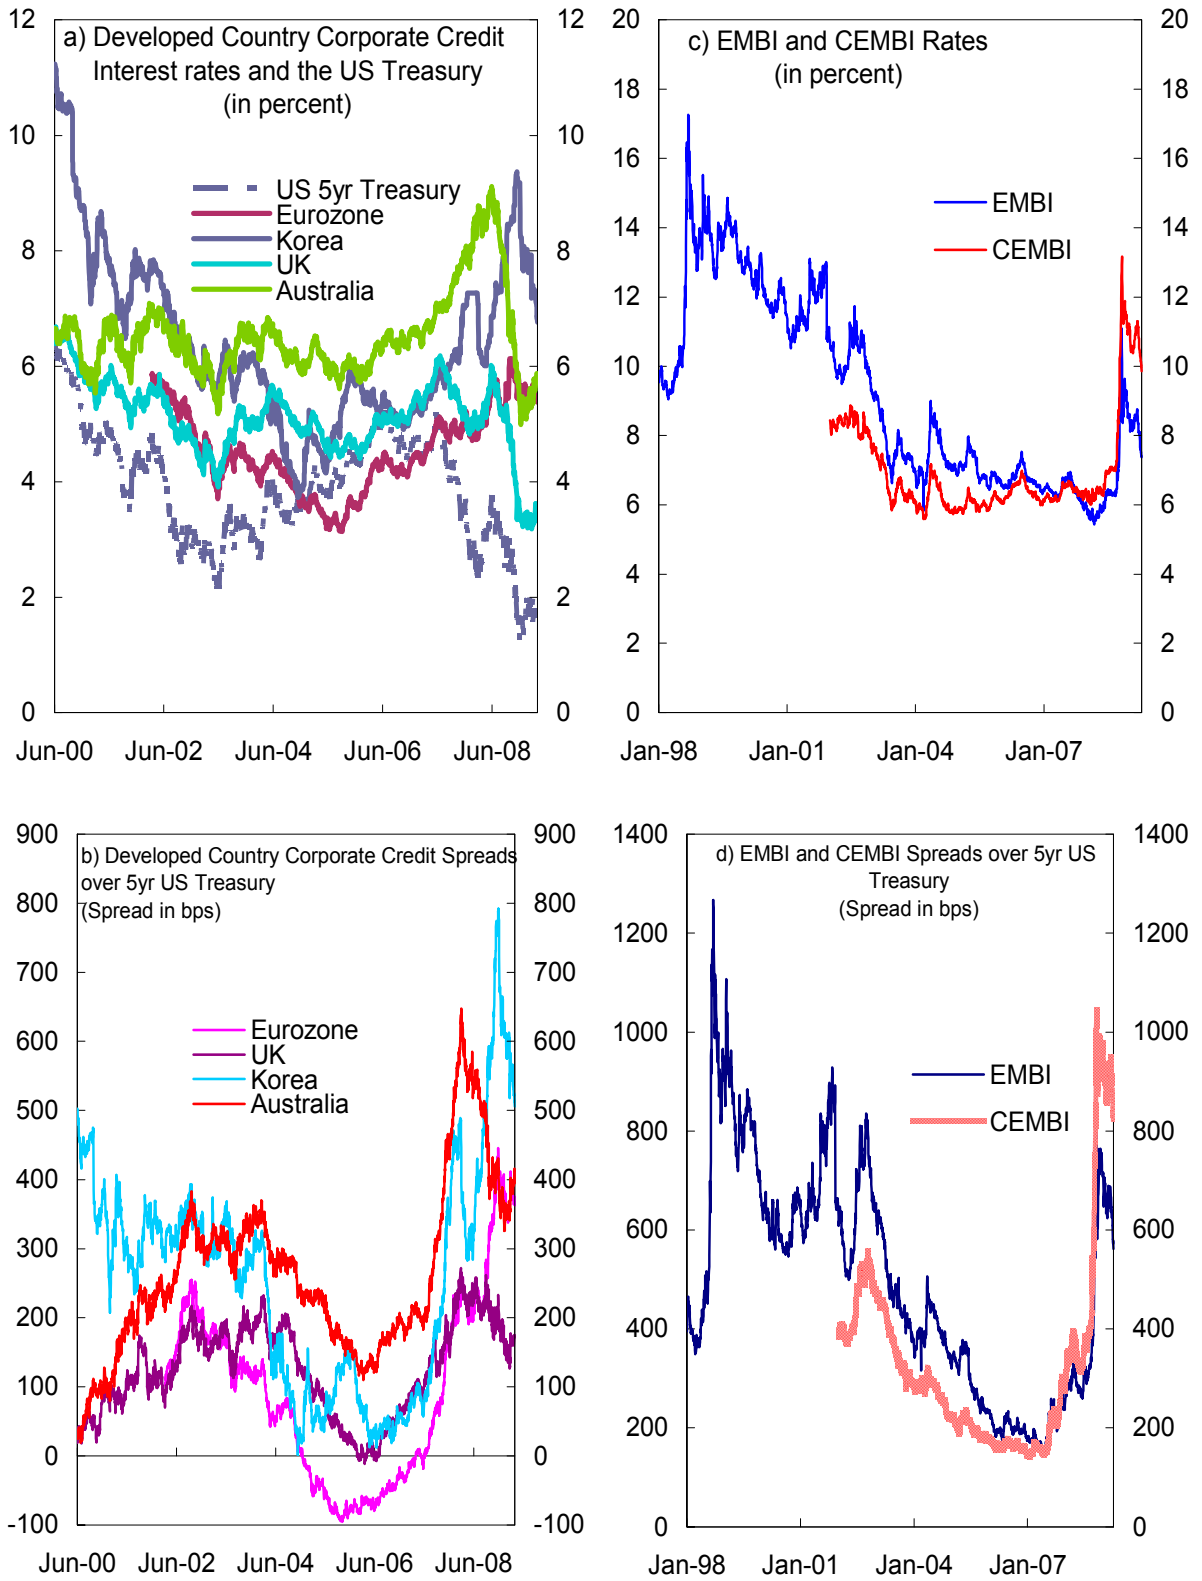 12
12
a) Developed Country Corporate Credit
Interest rates and the US Treasury
(in percent)
10
10
US 5yr Treasury
Eurozone
Korea
UK
Australia
8
8
6
6
4
4
2
2
0
0
Jun-00
Jun-02
Jun-04
Jun-06
Jun-08
20
20
c) EMBI and CEMBI Rates
(in percent)
18
18
16
16
EMBI
CEMBI
14
14
12
12
10
10
8
8
6
6
4
4
2
2
0
0
Jan-98
Jan-01
Jan-04
Jan-07
900
900
b) Developed Country Corporate Credit Spreads
over 5yr US Treasury
(Spread in bps)
800
800
700
700
600
600
Eurozone
UK
Korea
Australia
500
500
400
400
300
300
200
200
100
100
0
0
-100
-100
Jun-00
Jun-02
Jun-04
Jun-06
Jun-08
1400
1400
d) EMBI and CEMBI Spreads over 5yr US
Treasury
(Spread in bps)
1200
1200
1000
1000
EMBI
CEMBI
800
800
600
600
400
400
200
200
0
0
Jan-98
Jan-01
Jan-04
Jan-07